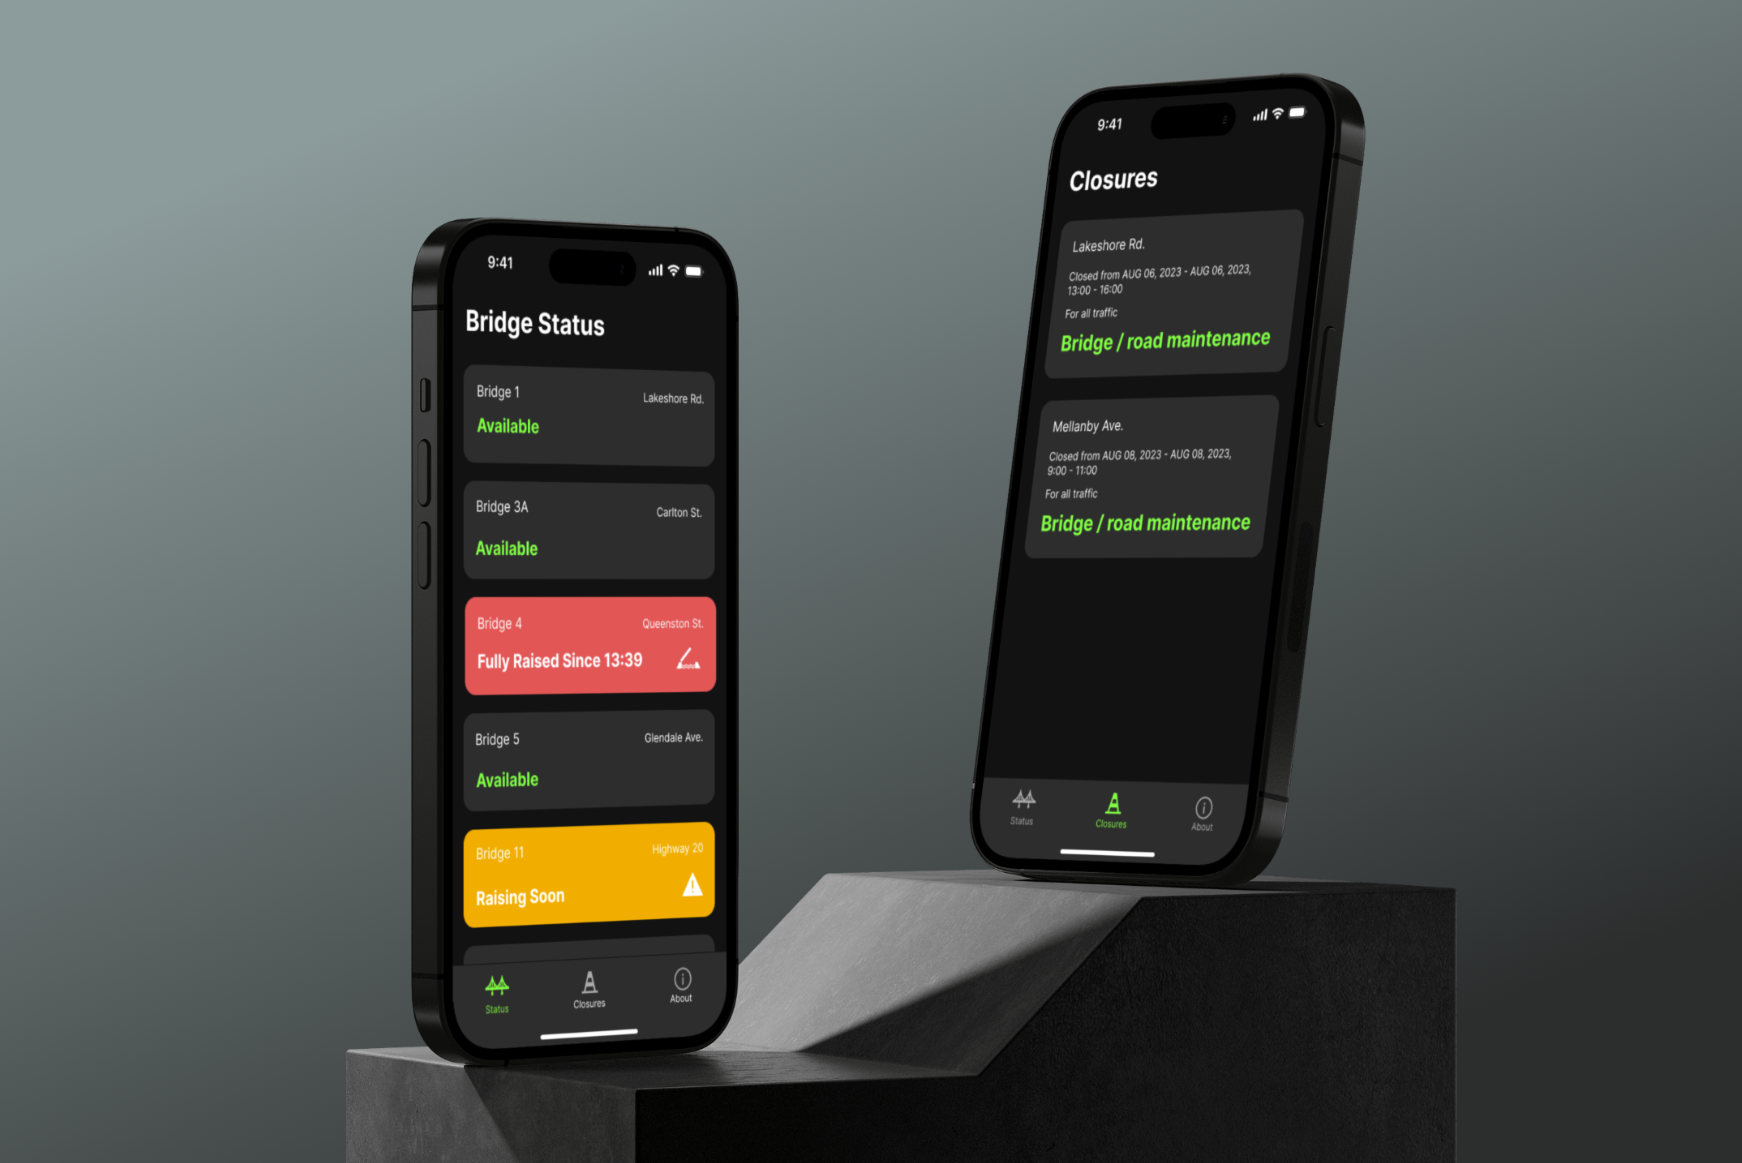 9:41
Bridge Status
Bridge 1
Lakeshore Rd.
Available
Bridge 3A
Carlton St.
Available
Bridge 4
Queenston St.
Fully Raised Since 13:39
Bridge 5
Glendale Ave.
Available
Bridge 11
Highway 20
Raising Soon
Status
Closures
About
9:41
Closures
Lakeshore Rd.
Closed from AUG 06, 2023 - AUG 06, 2023,
13:00 - 16:00
For all traffic
Bridge / road maintenance
Mellanby Ave.
Closed from AUG 08, 2023 - AUG 08, 2023,
9:00 - 11:00
For all traffic
Bridge / road maintenance
Status
Closures
About